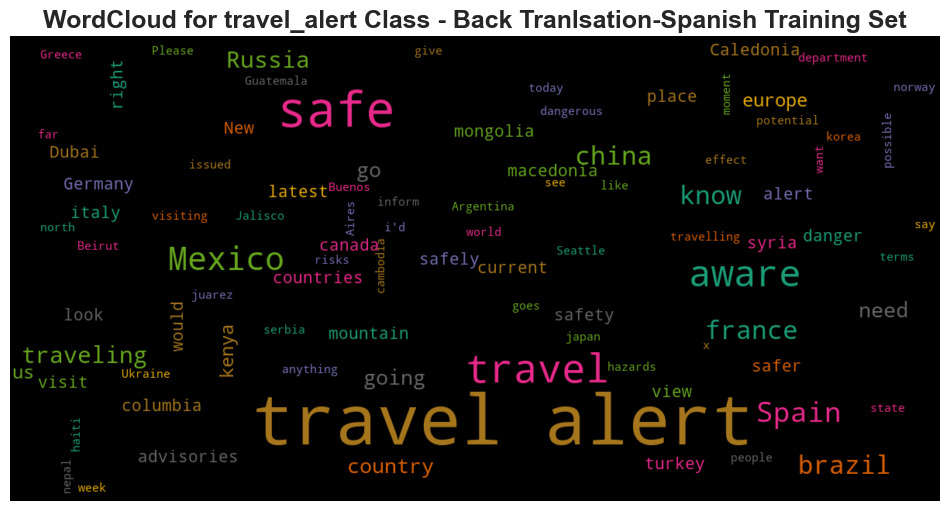 WordCloud for travel_alert Class - Back Tranlsation-Spanish Training Set
Greece
Please
give
Caledonia
department
Russia
right
Guatemala
today
moment
norway
safe
dangerous
place
europe
potential
far
New
mongolia
korea
possible
Dubai
issued
china
effect
want
go
macedonia
Germany
latest
Buenos
see
like
know
alert
inform
italy
visiting
Jalisco
Aires
Argentina
north
i'd
world
travelling
say
Beirut
canada
Seattle
syria
danger
Mexico
risks
cambodia
safely
current
aware
terms
countries
juarez
look
would
goes
safety
need
serbia
mountain
japan
france
x
traveling
kenya
us
visit
Ukraine
anything
going
travel
hazards
safer
view
columbia
travel alert
Spain
state
haiti
advisories
country
turkey
people
brazil
nepal
week